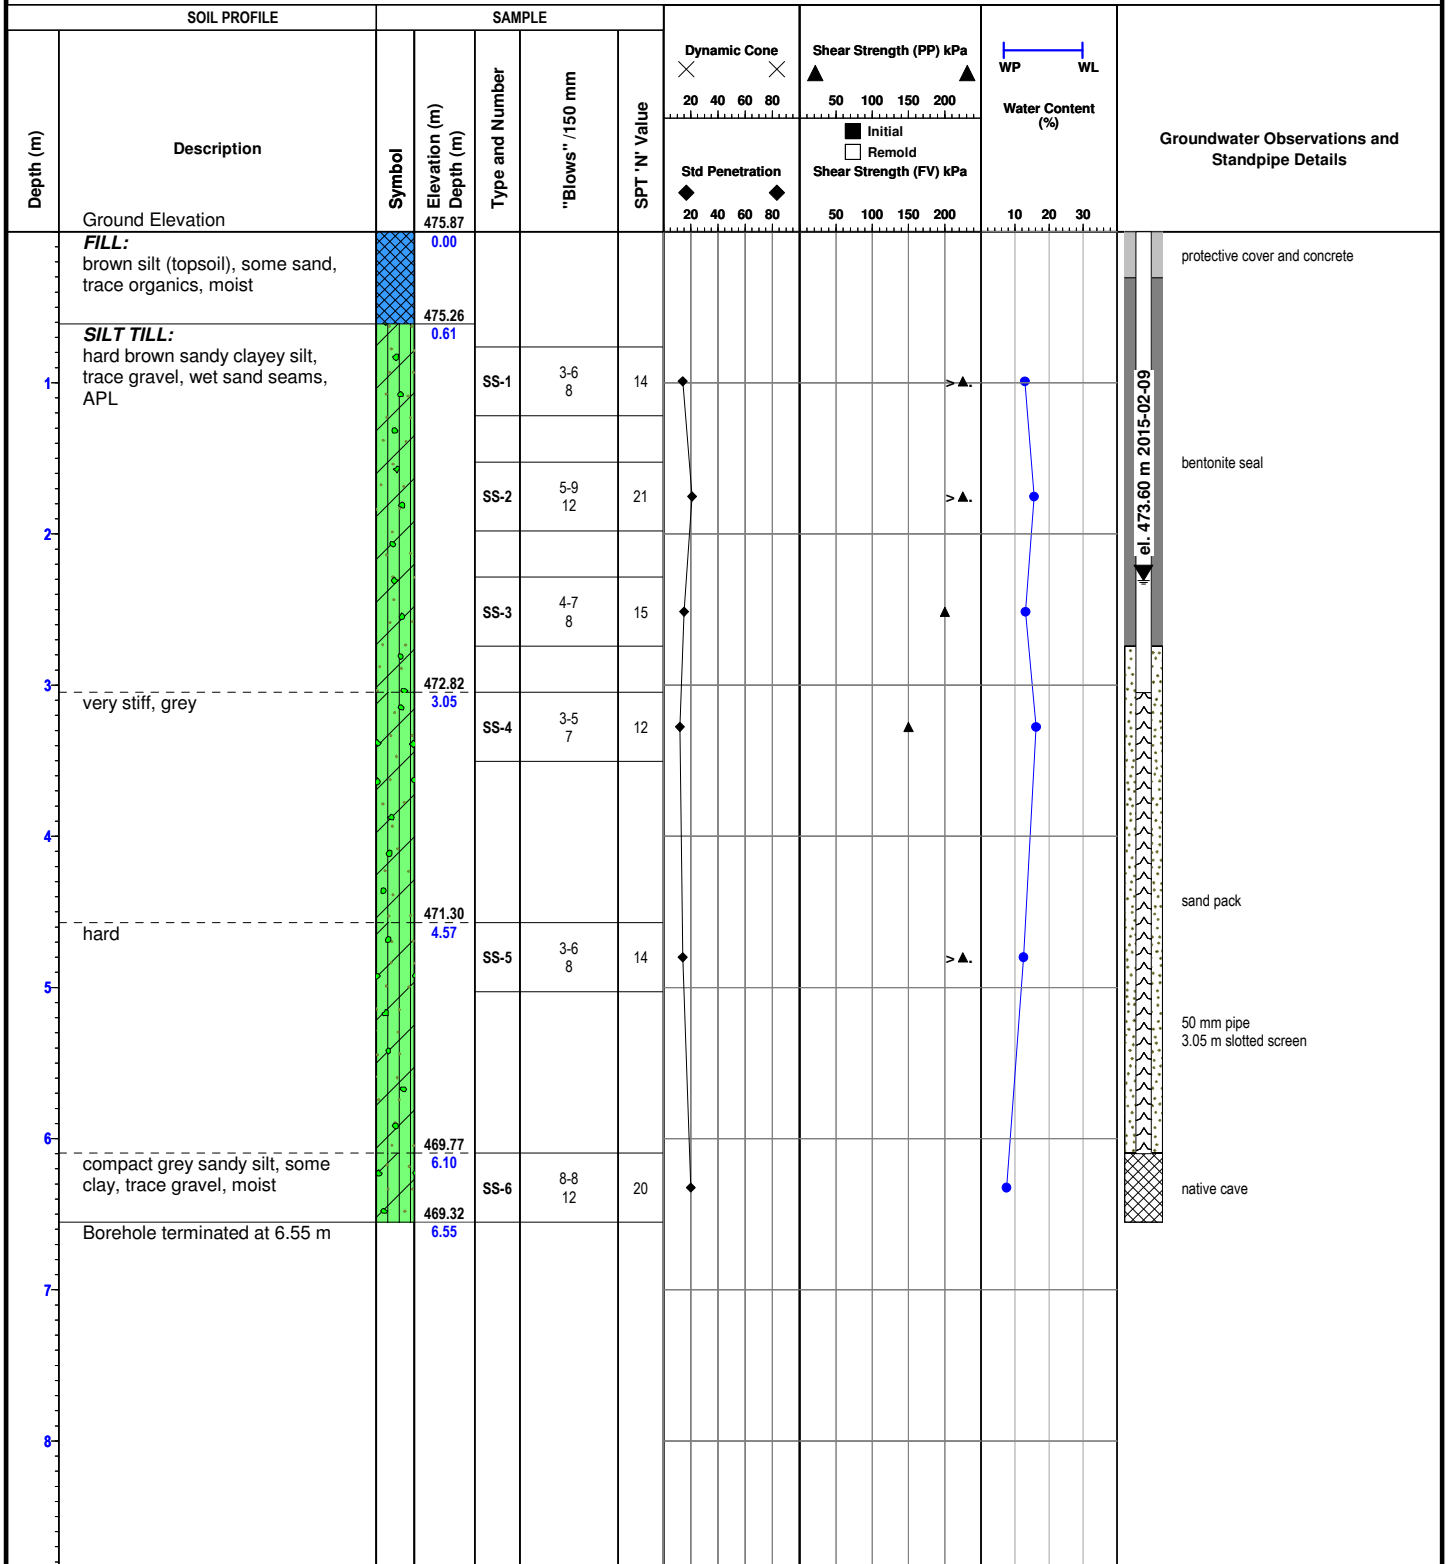 SOIL PROFILE
SAMPLE
Depth (m)
Description
Symbol
Elevation (m)
Depth (m)
Type and Number
"Blows" /150 mm
SPT 'N' Value
Dynamic Cone
20 40 60 80
Std Penetration
20 40 60 80
Shear Strength (PP) kPa
50 100 150 200
Initial
Remold
Shear Strength (FV) kPa
50 100 150 200
WP WL
Water Content
(%)
10 20 30
Groundwater Observations and
Standpipe Details
Ground Elevation
475.87
FILL:
0.00
brown silt (topsoil), some sand,
trace organics, moist
protective cover and concrete
475.26
SILT TILL:
0.61
hard brown sandy clayey silt,
trace gravel, wet sand seams,
APL
1
SS-1
3-6
8
14
>
el. 473.60 m 2015-02-09
bentonite seal
SS-2
5-9
12
21
>
2
SS-3
4-7
8
15
3
472.82
very stiff, grey
3.05
SS-4
3-5
7
12
4
sand pack
471.30
hard
4.57
SS-5
3-6
8
14
>
5
50 mm pipe
3.05 m slotted screen
6
469.77
compact grey sandy silt, some
clay, trace gravel, moist
6.10
SS-6
8-8
12
20
native cave
469.32
Borehole terminated at 6.55 m
6.55
7
8